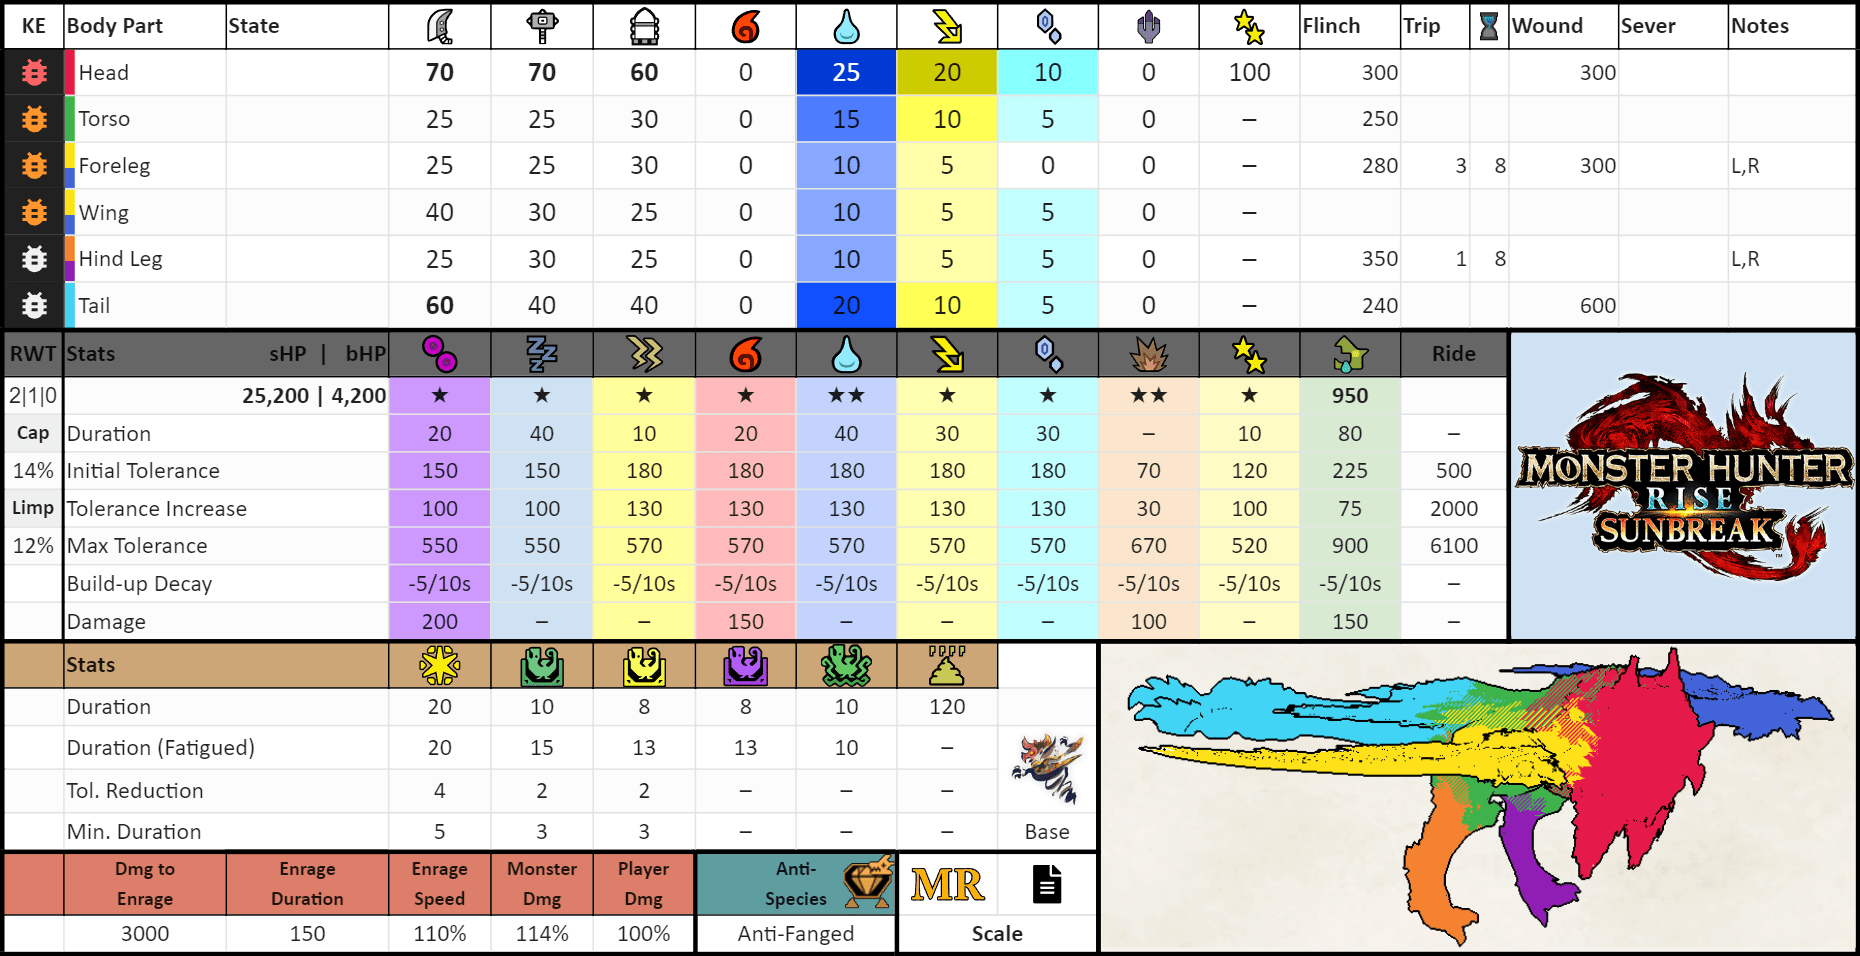 KE Body Part State Flinch Trip Wound Sever Notes
Head 70 70 60 0 25 20 10 0 100 300 300
Torso 25 25 30 0 15 10 5 0 – 250
Foreleg 25 25 30 0 10 5 0 0 – 280 3 8 300 L,R
Wing 40 30 25 0 10 5 5 0 –
Hind Leg 25 30 25 0 10 5 5 0 – 350 1 8 L,R
Tail 60 40 40 0 20 10 5 0 – 240 600
RWT Stats sHP | bHP Ride
2|1|0 25,200 | 4,200 ★ ★ ★ ★ ★★ ★ ★ ★★ ★ 950
Cap Duration 20 40 10 20 40 30 30 – 10 80 –
14% Initial Tolerance 150 150 180 180 180 180 180 70 120 225 500
Limp Tolerance Increase 100 100 130 130 130 130 130 30 100 75 2000
12% Max Tolerance 550 550 570 570 570 570 570 670 520 900 6100
Build-up Decay -5/10s -5/10s -5/10s -5/10s -5/10s -5/10s -5/10s -5/10s -5/10s -5/10s –
Damage 200 – – 150 – – – 100 – 150 –
MONSTER HUNTER
RISE
SUNBREAK™
Stats
Duration 20 10 8 8 10 120
Duration (Fatigued) 20 15 13 13 10 –
Tol. Reduction 4 2 2 – – –
Min. Duration 5 3 3 – – – Base
Dmg to Enrage Enrage Monster Player Anti-
Enrage Duration Speed Dmg Dmg Species MR
3000 150 110% 114% 100% Anti-Fanged Scale